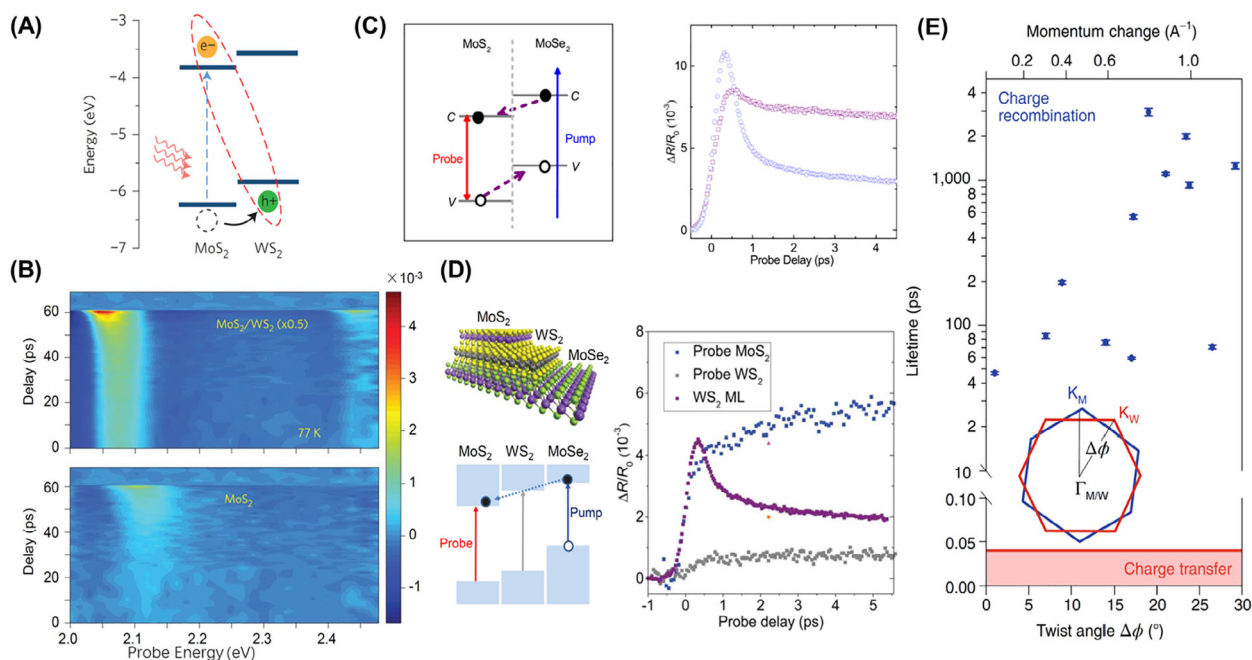 (A)
Energy (eV)
−3
−4
−5
−6
−7
e−
h+
MoS2
WS2
(B)
×10−3
4
3
2
1
0
−1
MoS2/WS2 (x0.5)
77 K
Delay (ps)
60
40
20
0
MoS2
Delay (ps)
60
40
20
0
2.0
2.1
2.2
2.3
2.4
Probe Energy (eV)
(C)
MoS2
MoSe2
C
C
Probe
Pump
V
V
ΔR/R0 (10-3)
10
5
0
0
1
2
3
4
Probe Delay (ps)
(D)
MoS2
WS2
MoSe2
MoS2
WS2
MoSe2
Probe
Pump
ΔR/R0 (10-3)
8
6
4
2
0
Probe MoS2
Probe WS2
WS2 ML
-1
0
1
2
3
4
5
Probe delay (ps)
(E)
Momentum change (A−1)
0.2
0.4
0.6
1.0
Charge
recombination
Lifetime (ps)
4
2
1,000
8
6
4
2
100
8
6
4
2
10
0.10
0.05
0.00
KM
KW
Δϕ
ΓM/W
Charge transfer
0
5
10
15
20
25
30
Twist angle Δϕ (°)